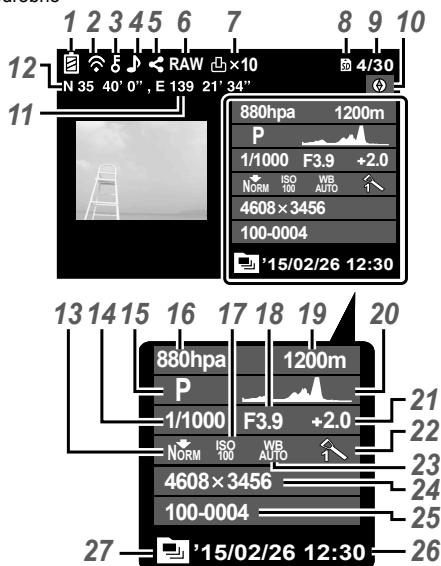 1 2 3 4 5 6 7 8 9
RAW ×10 SD 4/30 10
12 N 35 40' 0" , E 139 21' 34"
11
880hpa 1200m
P
1/1000 F3.9 +2.0
NORM ISO 100 WB AUTO 1
4608×3456
100-0004
'15/02/26 12:30
13 14 15 16 17 18 19 20
880hpa 1200m
P
1/1000 F3.9 +2.0 21
NORM ISO 100 WB AUTO 1 22
23
4608×3456 24
100-0004 25
27 '15/02/26 12:30 26